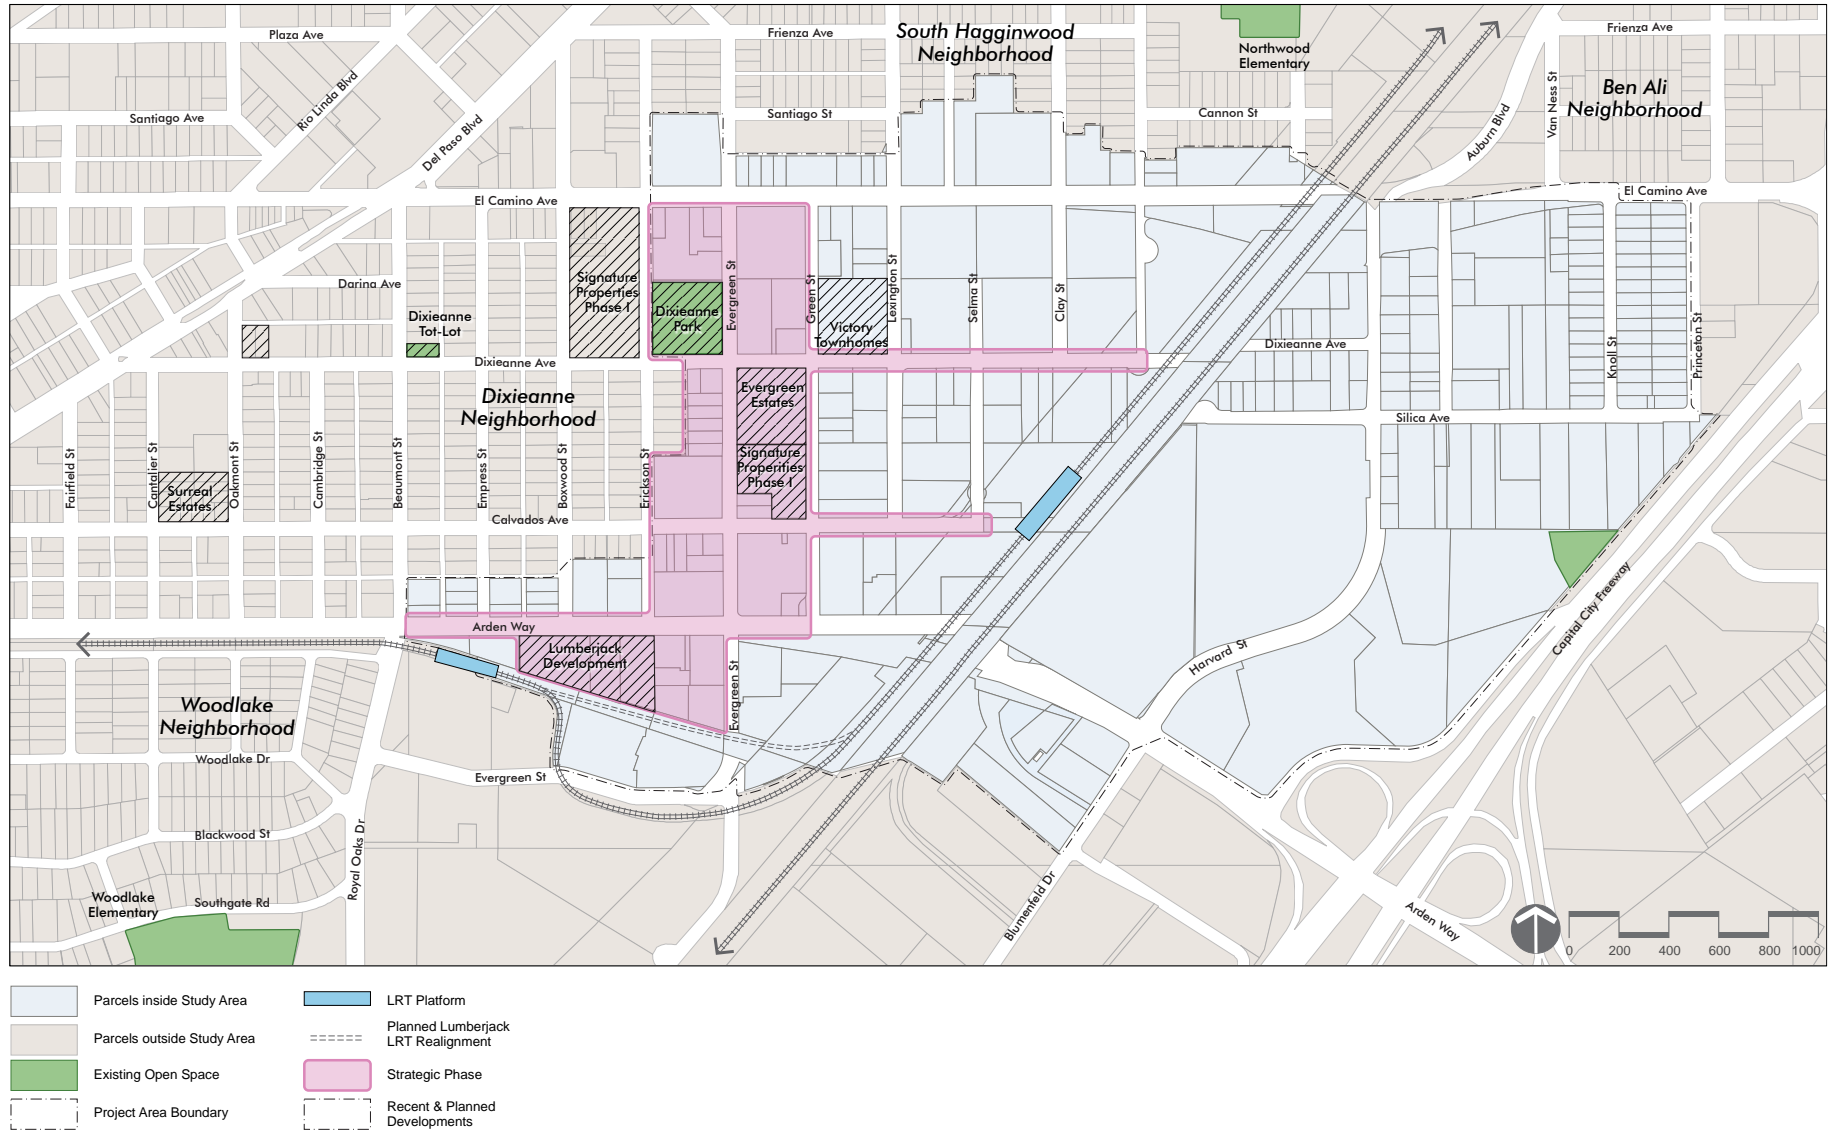 South Hagginwood
Neighborhood
Plaza Ave
Frienza Ave
Northwood
Elementary
Frienza Ave
Ben Ali
Neighborhood
Rio Linda Blvd
Del Paso Blvd
Santiago Ave
Santiago St
Cannon St
Auburn Blvd
Van Ness St
El Camino Ave
El Camino Ave
Darina Ave
Dixieanne
Tot-Lot
Signature
Properties
Phase I
Dixieanne
Park
Evergreen St
Green St
Victory
Townhomes
Lexington St
Selma St
Clay St
Dixieanne Ave
Dixieanne Ave
Knoll St
Princeton St
Dixieanne
Neighborhood
Evergreen
Estates
Signature
Properities
Phase I
Silica Ave
Fairfield St
Cantalier St
Surreal
Estates
Oakmont St
Cambridge St
Beaumont St
Empress St
Boxwood St
Erickson St
Calvados Ave
Capital City Freeway
Arden Way
Lumberjack
Development
Evergreen St
Harvard St
Woodlake
Neighborhood
Woodlake Dr
Evergreen St
Blackwood St
Royal Oaks Dr
Woodlake
Elementary
Southgate Rd
Blumenfeld Dr
Arden Way
0 200 400 600 800 1000
Parcels inside Study Area
Parcels outside Study Area
Existing Open Space
Project Area Boundary
LRT Platform
Planned Lumberjack
LRT Realignment
Strategic Phase
Recent & Planned
Developments